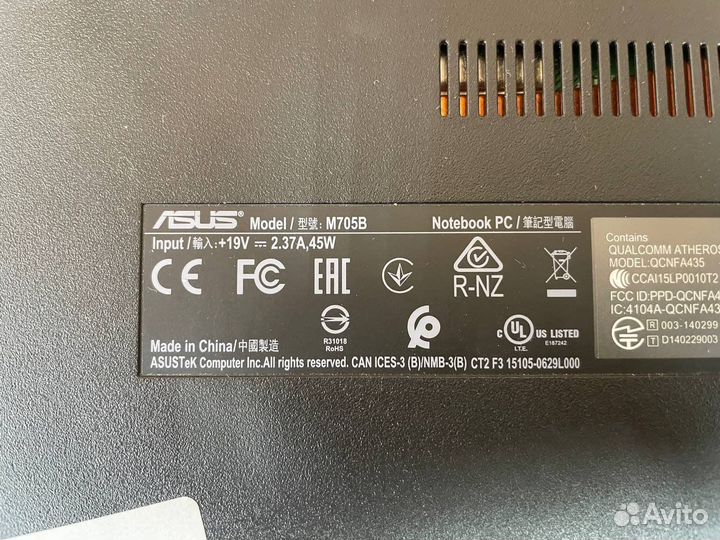 ASUS® Model / 型號: M705B Notebook PC / 筆記型電腦
Input / 輸入: +19V ⎓ 2.37A,45W
CE FC EAC R-NZ
R31018
RoHS
c UL US LISTED
I.T.E. E187242
Made in China/中國製造
ASUSTeK Computer Inc.All rights reserved. CAN ICES-3 (B)/NMB-3(B) CT2 F3 15105-0629L000
Contains
QUALCOMM ATHEROS
MODEL:QCNFA435
CCAI15LP0010T2
FCC ID:PPD-QCNFA4
IC:4104A-QCNFA43
R 003-140299
T D140229003
Avito